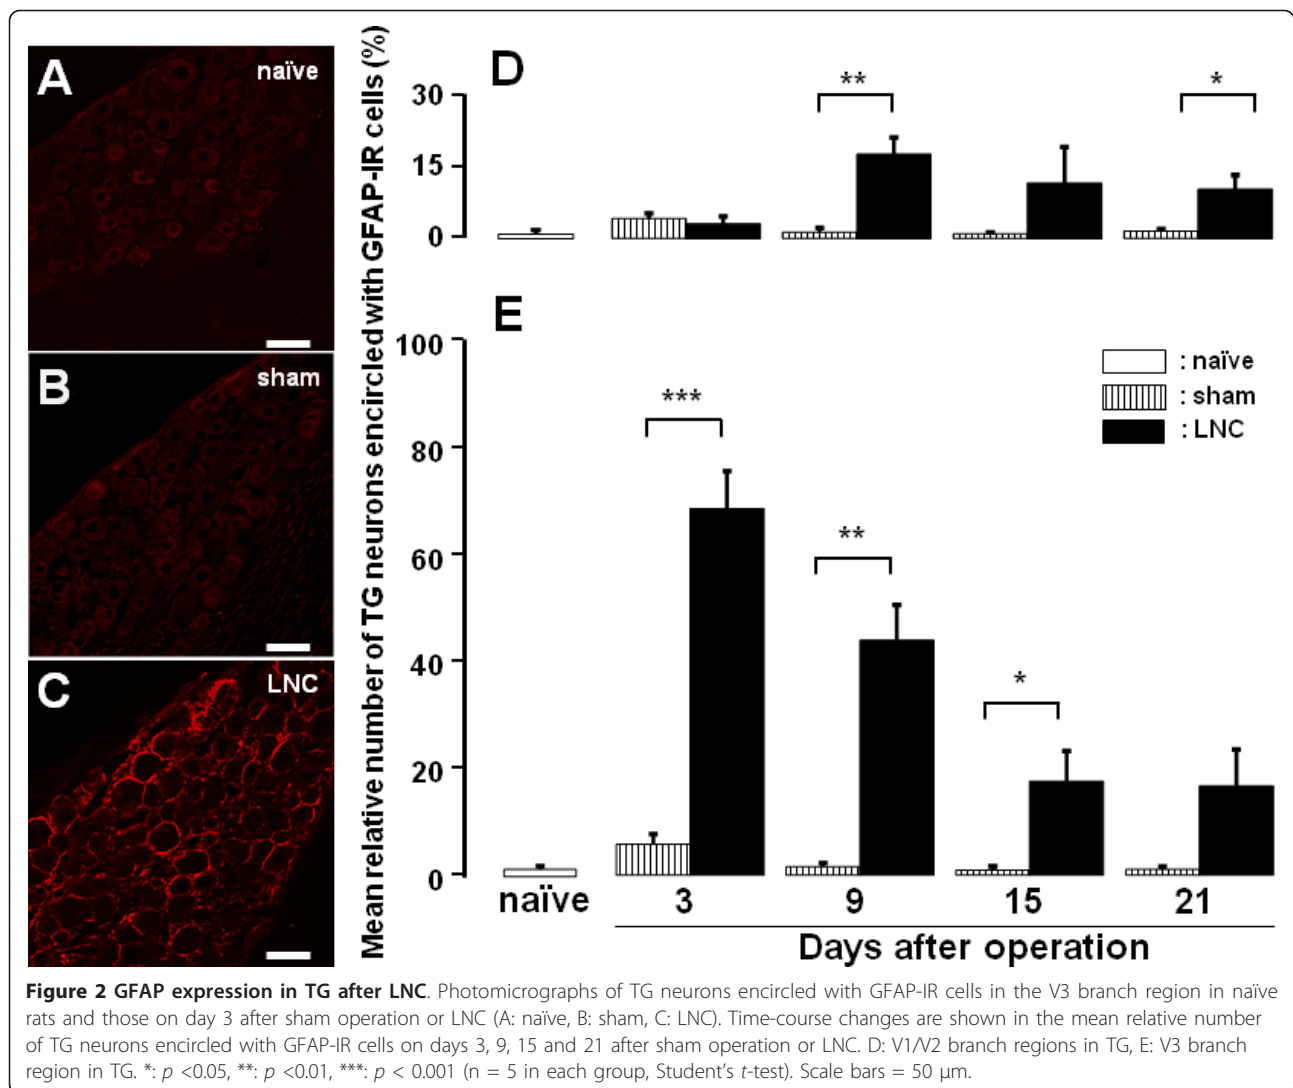 A
naïve
B
sham
C
LNC
Mean relative number of TG neurons encircled with GFAP-IR cells (%)
D
30
15
0
**
*
E
100
80
60
40
20
0
***
**
*
: naïve
: sham
: LNC
naïve
3
9
15
21
Days after operation
Figure 2 GFAP expression in TG after LNC. Photomicrographs of TG neurons encircled with GFAP-IR cells in the V3 branch region in naïve
rats and those on day 3 after sham operation or LNC (A: naïve, B: sham, C: LNC). Time-course changes are shown in the mean relative number
of TG neurons encircled with GFAP-IR cells on days 3, 9, 15 and 21 after sham operation or LNC. D: V1/V2 branch regions in TG, E: V3 branch
region in TG. *: p <0.05, **: p <0.01, ***: p < 0.001 (n = 5 in each group, Student's t-test). Scale bars = 50 μm.